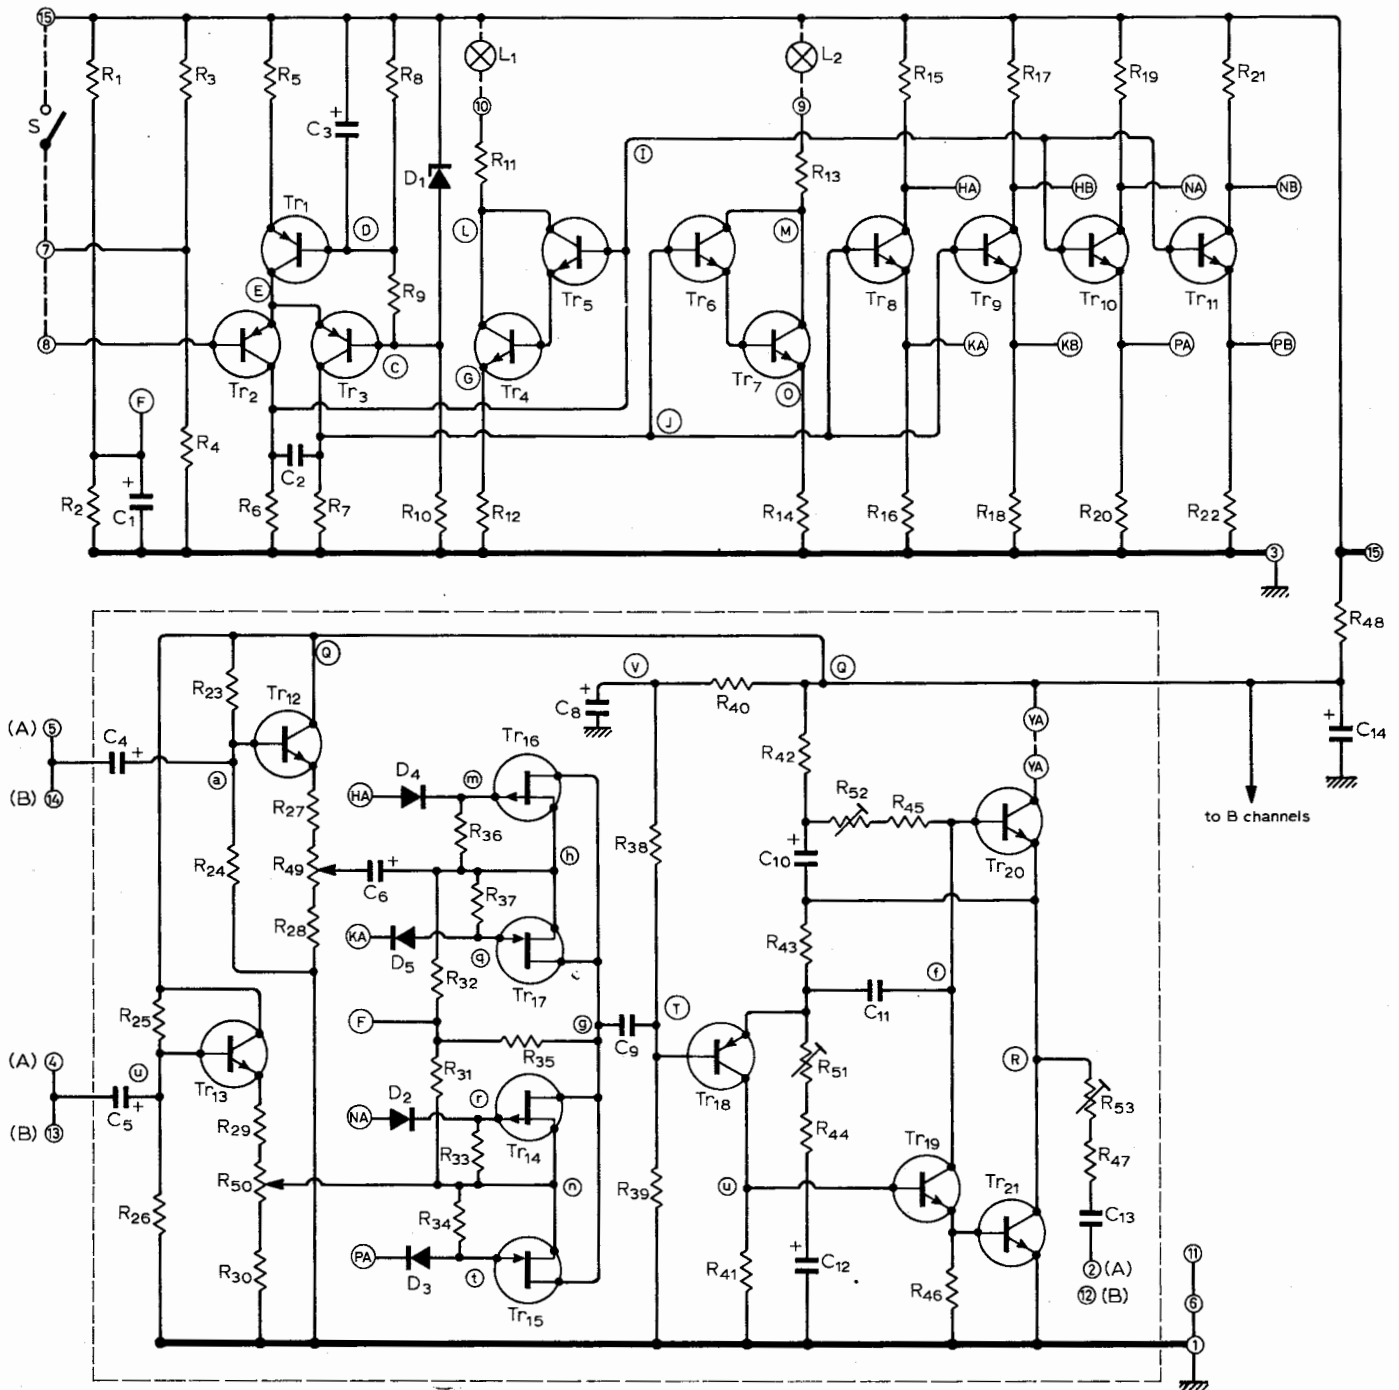 15
R1
R3
R5
C3
R8
L1
L2
R15
R17
R19
R21
S
10
9
D1
R11
I
R13
Tr1
D
L
M
HA
HB
NA
NB
7
E
R9
Tr5
Tr6
Tr8
Tr9
Tr10
Tr11
8
C
G
KA
KB
PA
PB
Tr2
Tr3
Tr4
Tr7
O
F
J
R4
C2
R2
C1
R6
R7
R10
R12
R14
R16
R18
R20
R22
3
15
R48
Q
V
Q
R23
Tr12
C8
R40
YA
C14
(A) 5
C4
Tr16
R42
YA
a
D4
m
(B) 14
HA
R52
R45
to B channels
R27
R36
R38
C10
Tr20
R24
R49
C6
h
R37
R28
KA
D5
q
R43
R32
Tr17
f
C11
R25
F
g
C9
T
R35
(A) 4
u
Tr13
R31
R51
R
C5
D2
r
Tr18
R53
(B) 13
NA
R29
R33
Tr14
R44
R47
Tr19
R50
n
R39
u
Tr21
R26
R34
C13
PA
D3
t
R41
C12
11
R30
Tr15
R46
2 (A)
12 (B)
6
1